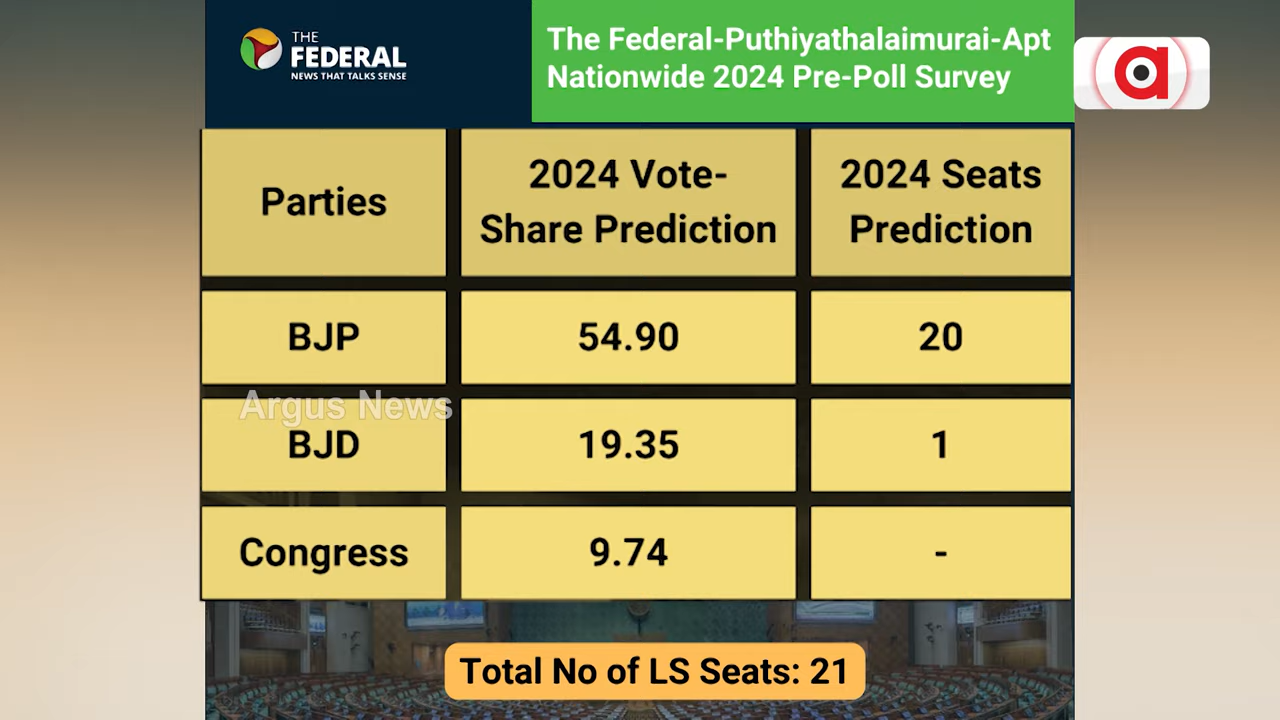 THE
FEDERAL
NEWS THAT TALKS SENSE
The Federal-Puthiyathalaimurai-Apt
Nationwide 2024 Pre-Poll Survey
a
Parties
2024 Vote-
Share Prediction
2024 Seats
Prediction
BJP
54.90
20
Argus News
BJD
19.35
1
Congress
9.74
-
Total No of LS Seats: 21